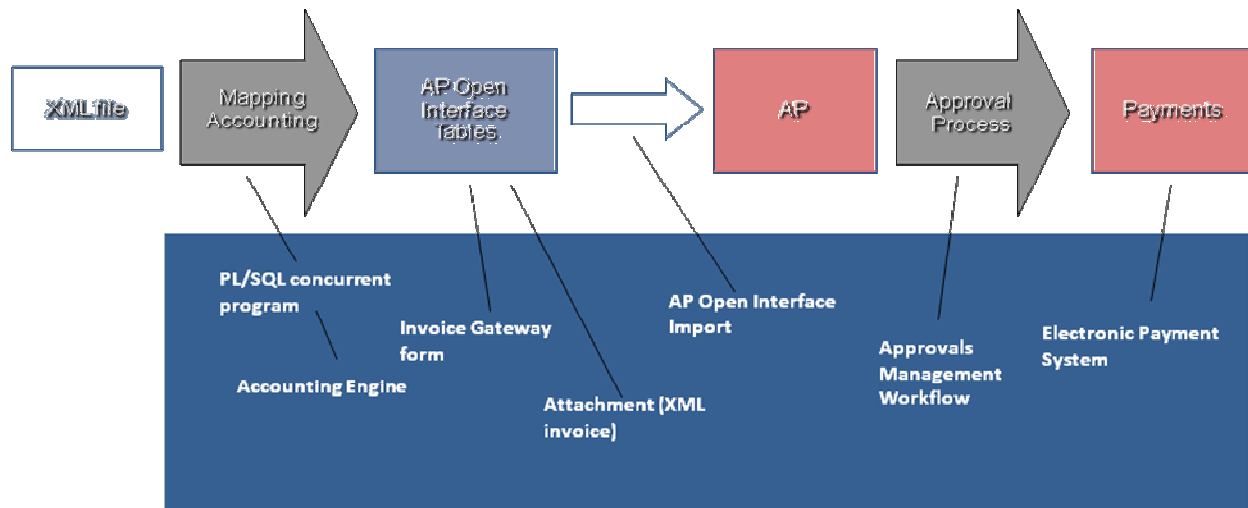 XML file
Mapping
Accounting
AP Open
Interface
Tables
AP
Approval
Process
Payments
PL/SQL concurrent
program
Accounting Engine
Invoice Gateway
form
Attachment (XML
invoice)
AP Open Interface
Import
Approvals
Management
Workflow
Electronic Payment
System